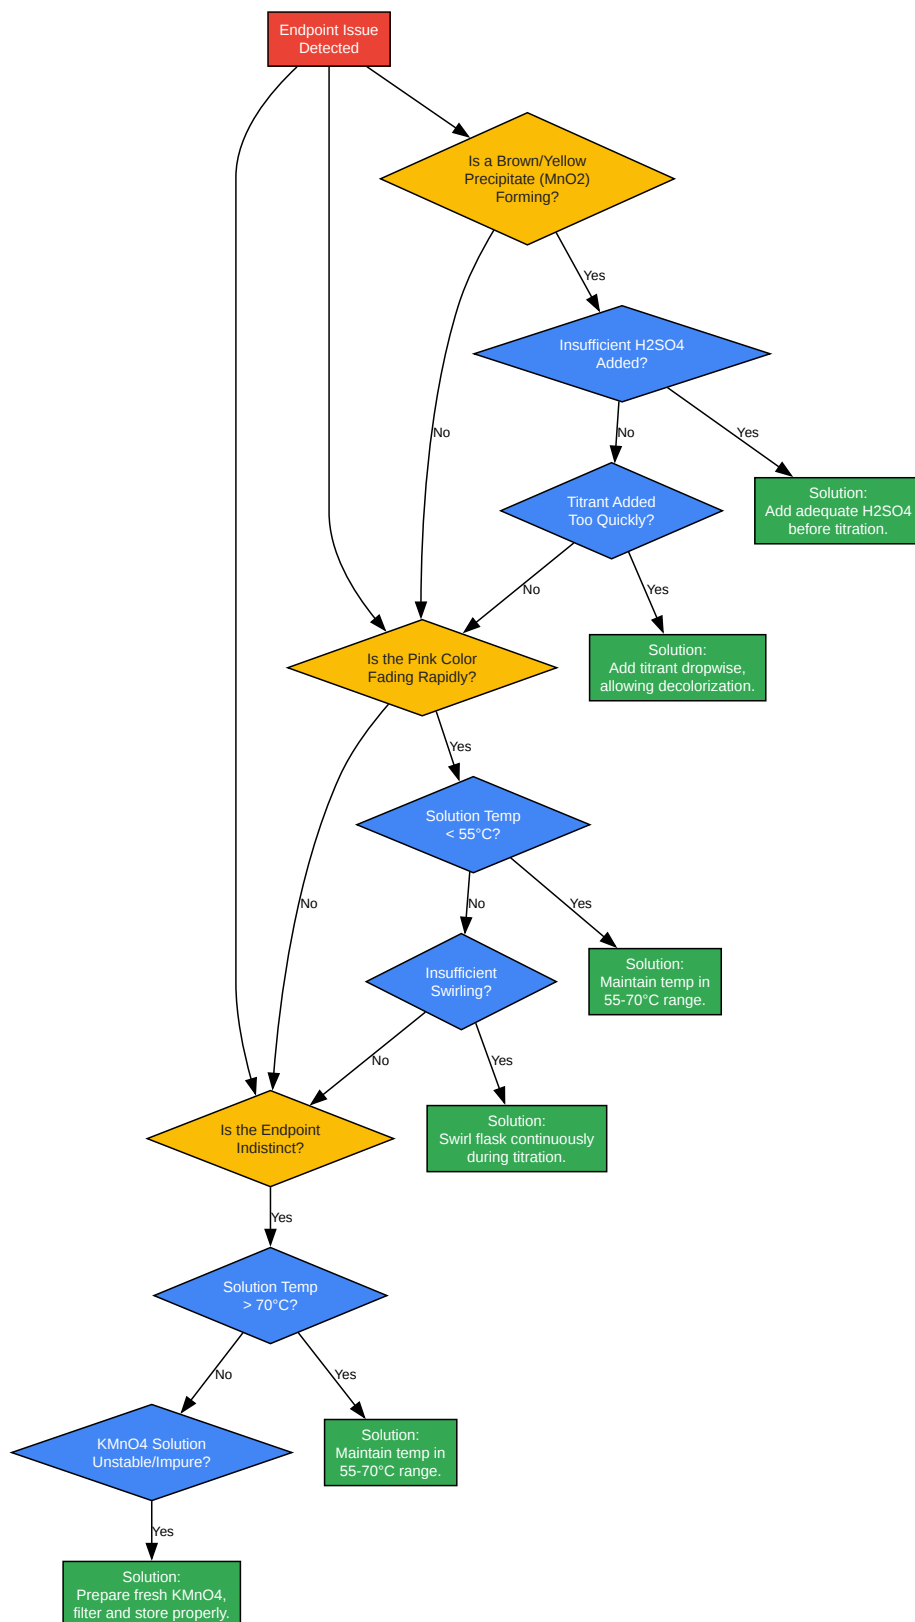 Endpoint Issue
Detected
Is a Brown/Yellow
Precipitate (MnO2)
Forming?
Yes
Insufficient H2SO4
Added?
No
No
Yes
Titrant Added
Too Quickly?
Solution:
Add adequate H2SO4
before titration.
No
Yes
Solution:
Add titrant dropwise,
allowing decolorization.
Is the Pink Color
Fading Rapidly?
Yes
Solution Temp
< 55°C?
No
No
Yes
Insufficient
Swirling?
Solution:
Maintain temp in
55-70°C range.
No
Yes
Is the Endpoint
Indistinct?
Solution:
Swirl flask continuously
during titration.
Yes
Solution Temp
> 70°C?
No
Yes
KMnO4 Solution
Unstable/Impure?
Solution:
Maintain temp in
55-70°C range.
Yes
Solution:
Prepare fresh KMnO4,
filter and store properly.